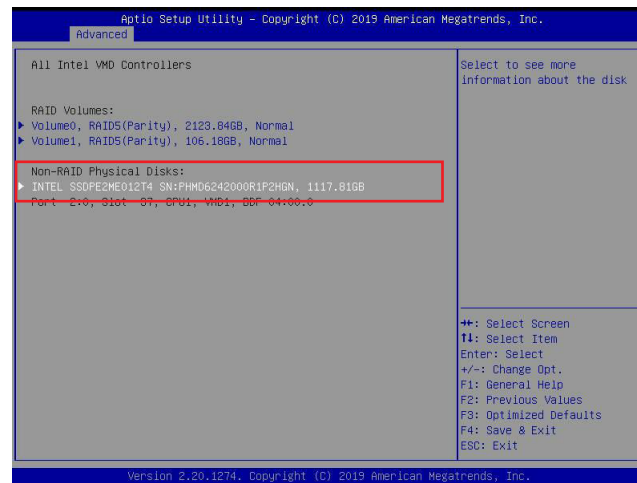 Aptio Setup Utility – Copyright (C) 2019 American Megatrends, Inc.
Advanced
All Intel VMD Controllers
RAID Volumes:
Volume0, RAID5(Parity), 2123.84GB, Normal
Volume1, RAID5(Parity), 106.18GB, Normal
Non-RAID Physical Disks:
INTEL SSDPE2ME012T4 SN:PHMD6242000R1P2HGN, 1117.81GB
Port 2:0, Slot 37, CPU1, VMD1, BDF 04:00.0
Select to see more
information about the disk
→←: Select Screen
↑↓: Select Item
Enter: Select
+/-: Change Opt.
F1: General Help
F2: Previous Values
F3: Optimized Defaults
F4: Save & Exit
ESC: Exit
Version 2.20.1274. Copyright (C) 2019 American Megatrends, Inc.